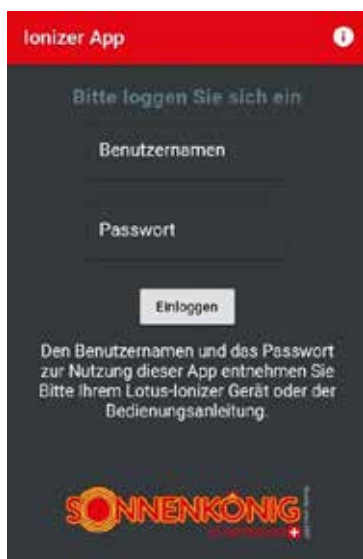 Ionizer App
Bitte loggen Sie sich ein
Benutzernamen
Passwort
Einloggen
Den Benutzernamen und das Passwort
zur Nutzung dieser App entnehmen Sie
Bitte Ihrem Lotus-Ionizer Gerät oder der
Bedienungsanleitung.
SONNENKÖNIG